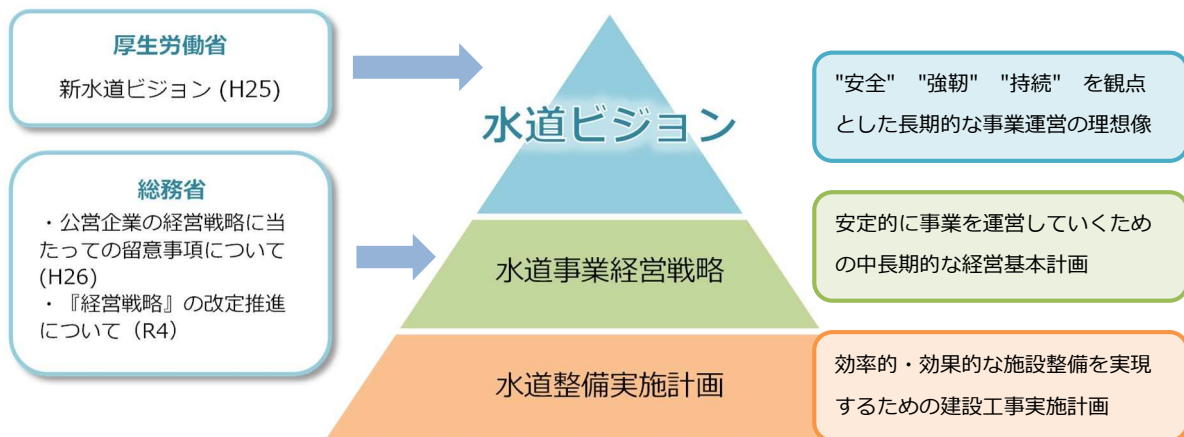 厚生労働省
新水道ビジョン (H25)
総務省
・公営企業の経営戦略に当
たっての留意事項について
(H26)
・『経営戦略』の改定推進
について（R4）
水道ビジョン
水道事業経営戦略
水道整備実施計画
"安全" "強靭" "持続" を観点
とした長期的な事業運営の理想像
安定的に事業を運営していくため
の中長期的な経営基本計画
効率的・効果的な施設整備を実現
するための建設工事実施計画